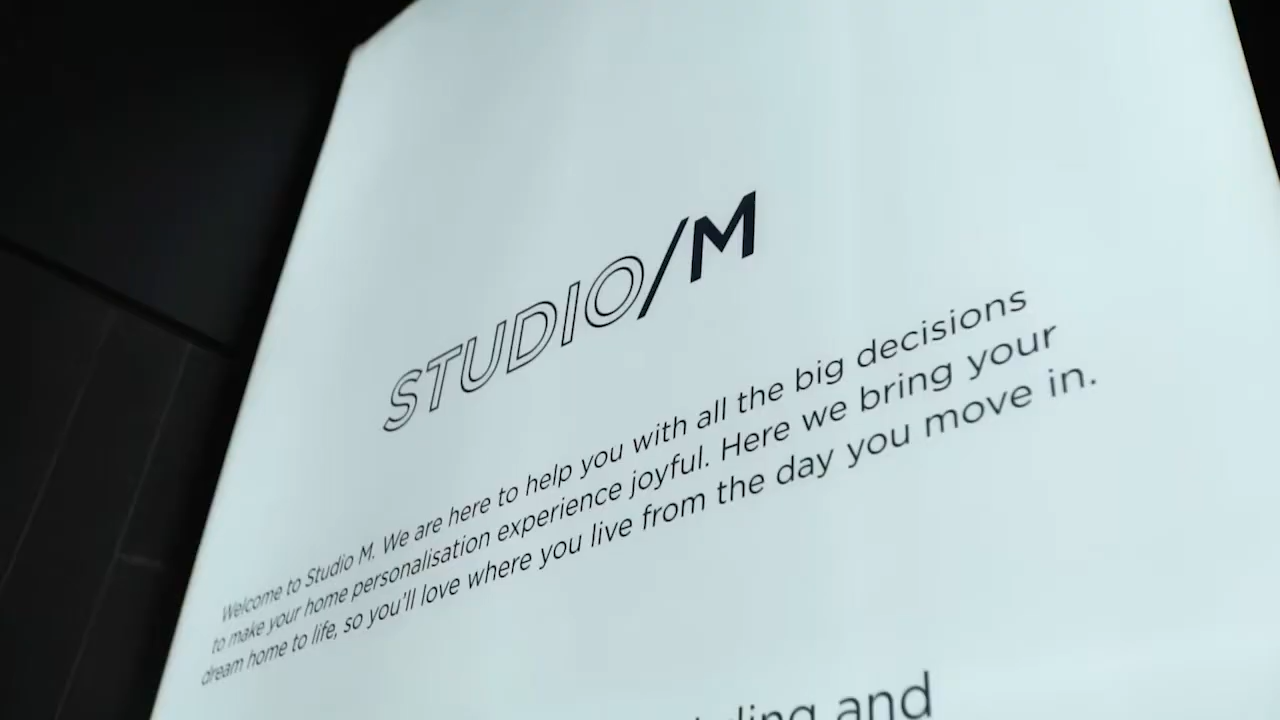 STUDIO/M
Welcome to Studio M. We are here to help you with all the big decisions
to make your home personalisation experience joyful. Here we bring your
dream home to life, so you'll love where you live from the day you move in.
and